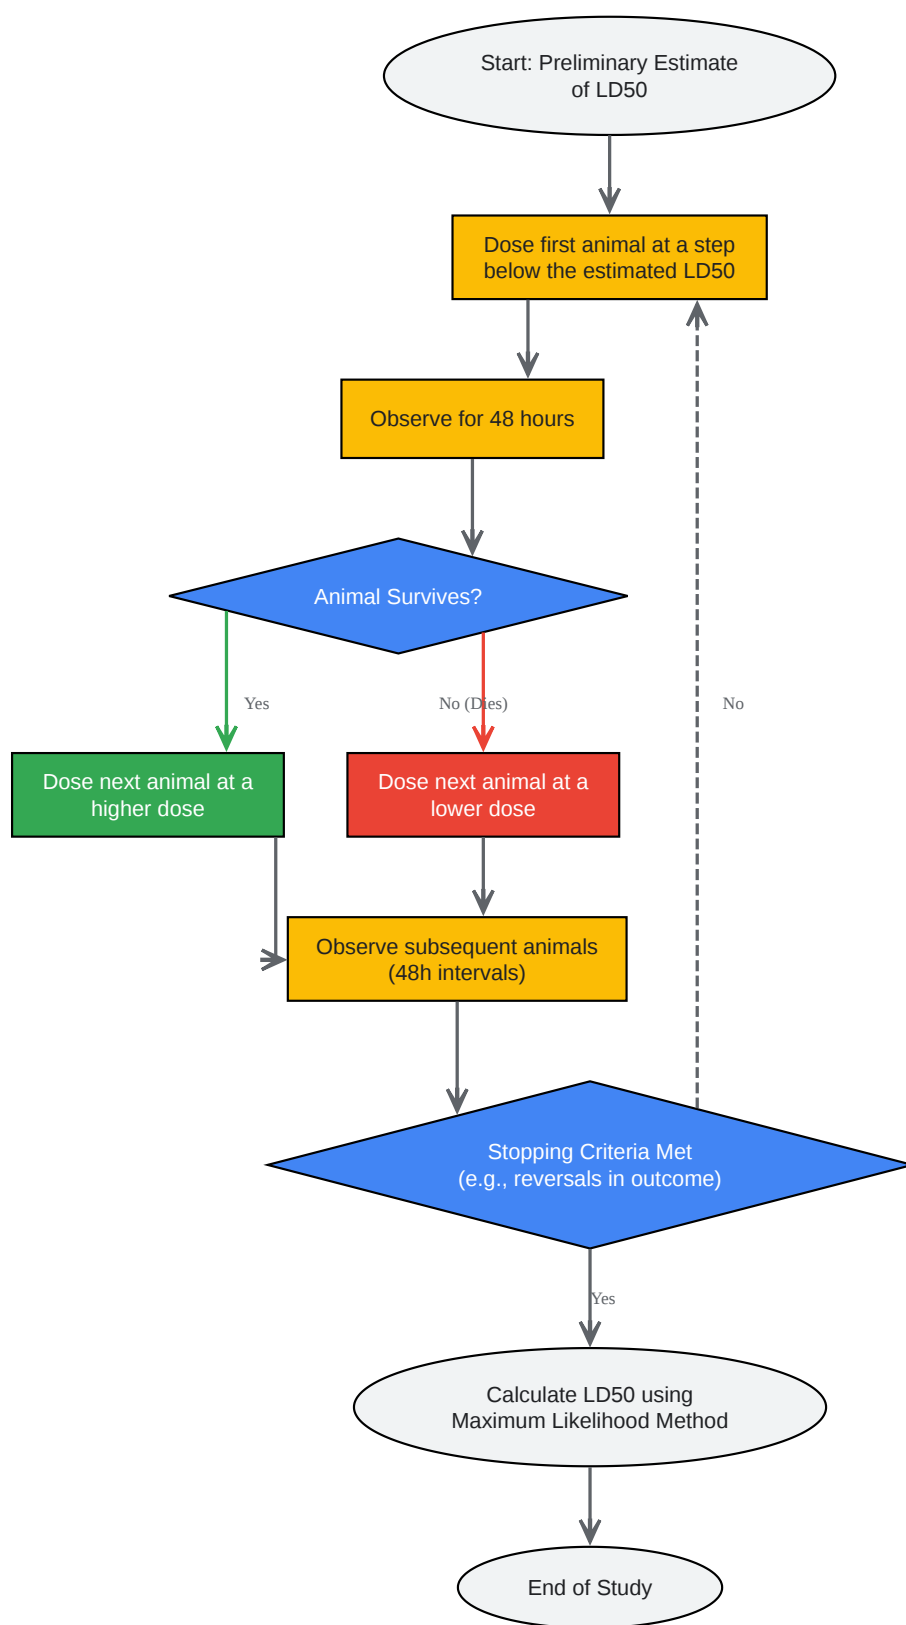 Start: Preliminary Estimate
of LD50
Dose first animal at a step
below the estimated LD50
Observe for 48 hours
Animal Survives?
Yes
No (Dies)
No
Dose next animal at a
higher dose
Dose next animal at a
lower dose
Observe subsequent animals
(48h intervals)
Stopping Criteria Met
(e.g., reversals in outcome)
Yes
Calculate LD50 using
Maximum Likelihood Method
End of Study